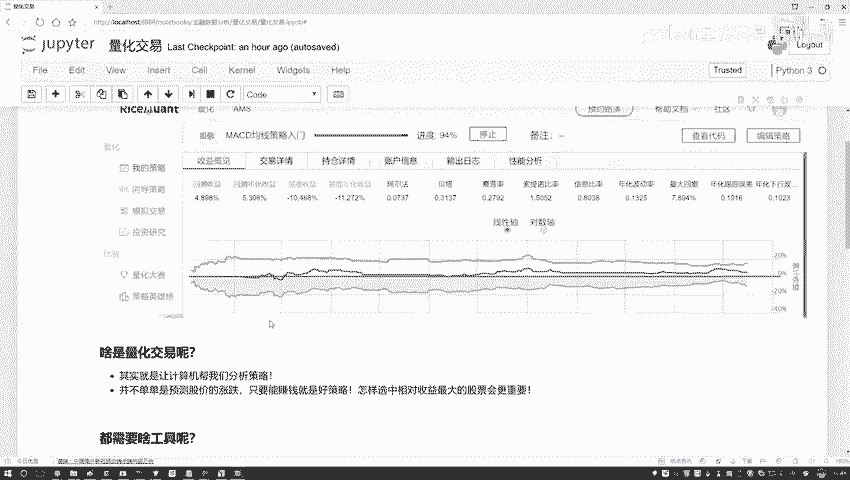 量化交易
http://localhost:8888/notebooks/金融数据分析/量化交易/量化交易.ipynb#
jupyter 量化交易 Last Checkpoint: an hour ago (autosaved)
Logout
File Edit View Insert Cell Kernel Widgets Help
Trusted
Python 3
Code
RiceQuant 量化 AMS
帮助文档 社区
MACD均线策略入门 进度: 94% 停止 备注: --
查看代码 编辑策略
量化
收益概览 交易详情 持仓详情 账户信息 输出日志 性能分析
我的策略
回测收益 回测年化收益 基准收益 基准年化收益 阿尔法 贝塔 夏普率 索提诺比率 信息比率 年化波动率 最大回撤 年化跟踪误差 年化下行波...
向导策略
4.898% 5.308% -10.468% -11.272% 0.0737 0.3137 0.2792 1.5052 0.8038 0.1325 7.894% 0.1916 0.1023
模拟交易
投资研究
线性轴 对数轴
量化大赛
策略英雄榜
20%
0%
-20%
-40%
啥是量化交易呢?
其实就是让计算机帮我们分析策略!
并不单单是预测股价的涨跌，只要能赚钱就是好策略! 怎样选中相对收益最大的股票会更重要!
都需要啥工具呢?